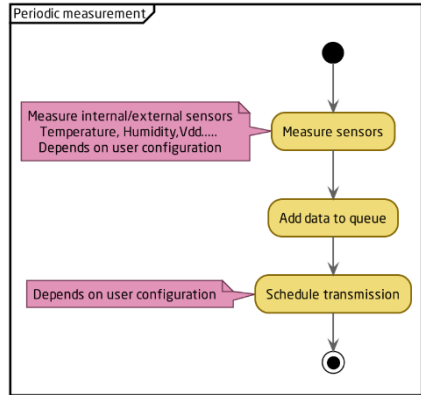 Periodic measurement
Measure internal/external sensors
Temperature, Humidity,Vdd.....
Depends on user configuration
Measure sensors
Add data to queue
Depends on user configuration
Schedule transmission